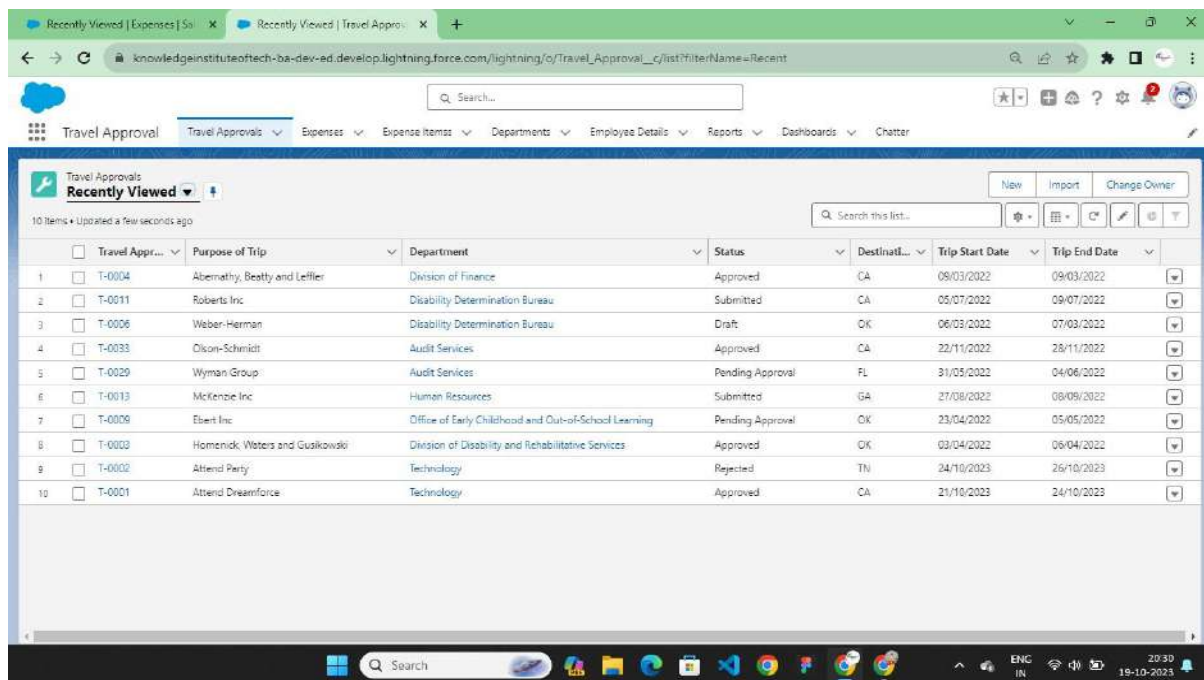 Recently Viewed | Expenses | Sal
Recently Viewed | Travel Approv
knowledgeinstituteoftech-ba-dev-ed.develop.lightning.force.com/lightning/o/Travel_Approval__c/list?filterName=Recent
Search...
2
Travel Approval Travel Approvals Expenses Expense Itemss Departments Employee Details Reports Dashboards Chatter
Travel Approvals
Recently Viewed
New Import Change Owner
10 items • Updated a few seconds ago
Search this list...
Travel Appr... Purpose of Trip Department Status Destinati... Trip Start Date Trip End Date
1 T-0004 Abernathy, Beatty and Leffler Division of Finance Approved CA 09/03/2022 09/03/2022
2 T-0011 Roberts Inc Disability Determination Bureau Submitted CA 05/07/2022 09/07/2022
3 T-0006 Weber-Herman Disability Determination Bureau Draft OK 06/03/2022 07/03/2022
4 T-0033 Olson-Schmidt Audit Services Approved CA 22/11/2022 28/11/2022
5 T-0029 Wyman Group Audit Services Pending Approval FL 31/05/2022 04/06/2022
6 T-0013 McKenzie Inc Human Resources Submitted GA 27/08/2022 08/09/2022
7 T-0009 Ebert Inc Office of Early Childhood and Out-of-School Learning Pending Approval OK 23/04/2022 05/05/2022
8 T-0003 Homenick, Waters and Gusikowski Division of Disability and Rehabilitative Services Approved OK 03/04/2022 06/04/2022
9 T-0002 Attend Party Technology Rejected TN 24/10/2023 26/10/2023
10 T-0001 Attend Dreamforce Technology Approved CA 21/10/2023 24/10/2023
Search
ENG
IN
20:30
19-10-2023